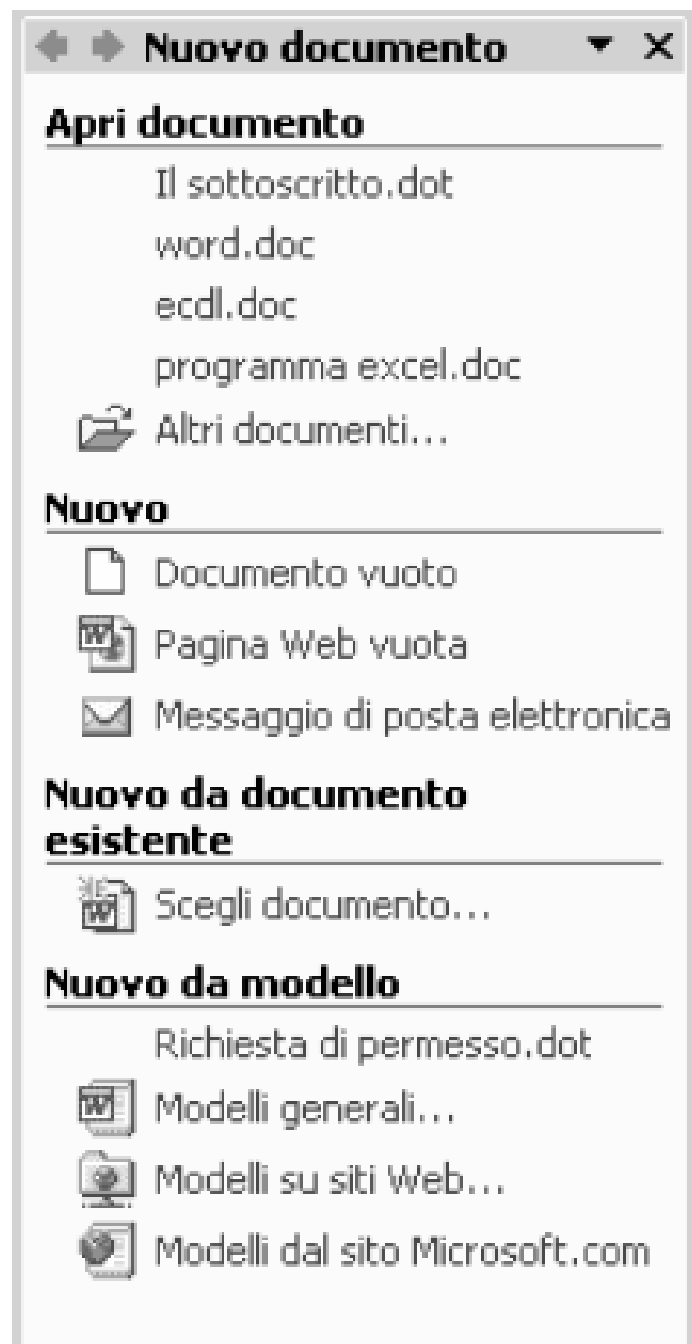 Nuovo documento
Apri documento
Il sottoscritto.dot
word.doc
ecdl.doc
programma excel.doc
Altri documenti...
Nuovo
Documento vuoto
Pagina Web vuota
Messaggio di posta elettronica
Nuovo da documento
esistente
Scegli documento...
Nuovo da modello
Richiesta di permesso.dot
Modelli generali...
Modelli su siti Web...
Modelli dal sito Microsoft.com